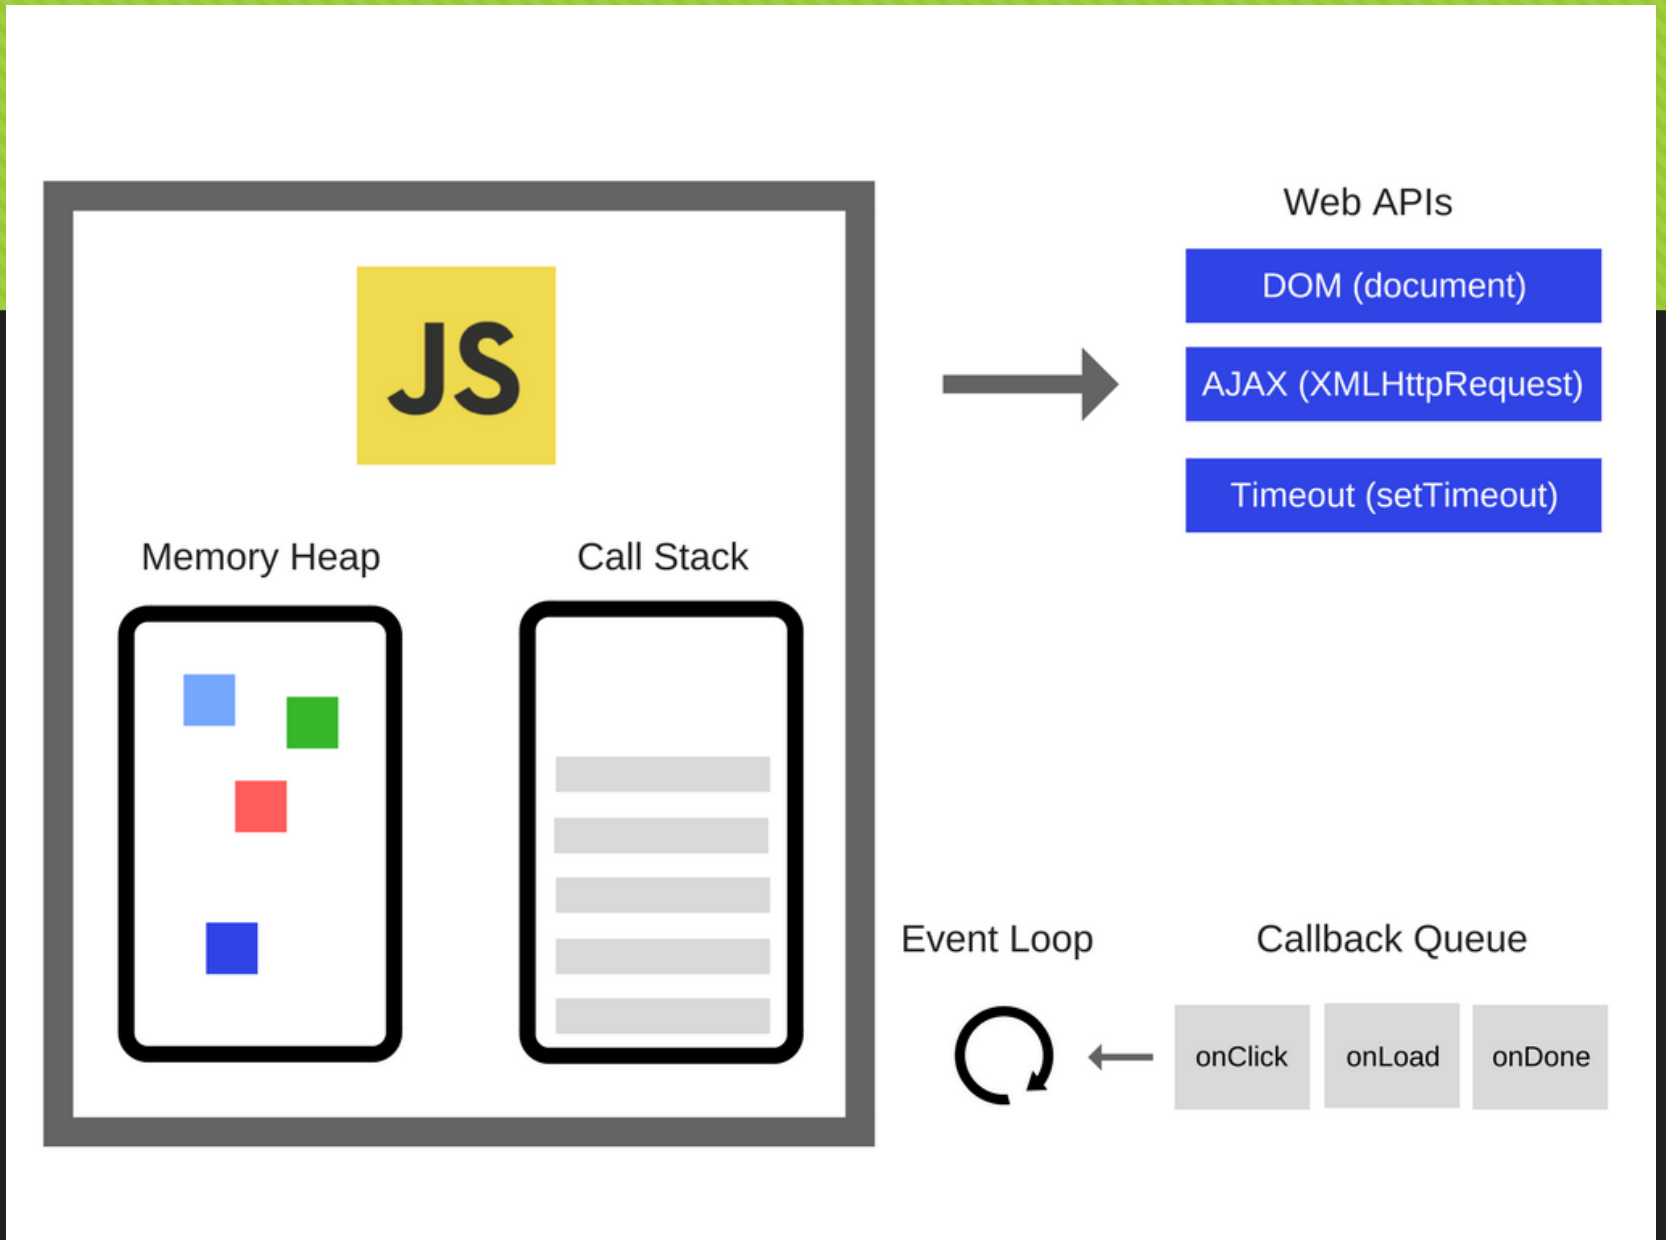 JS
Memory Heap
Call Stack
Web APIs
DOM (document)
AJAX (XMLHttpRequest)
Timeout (setTimeout)
Event Loop
Callback Queue
onClick
onLoad
onDone